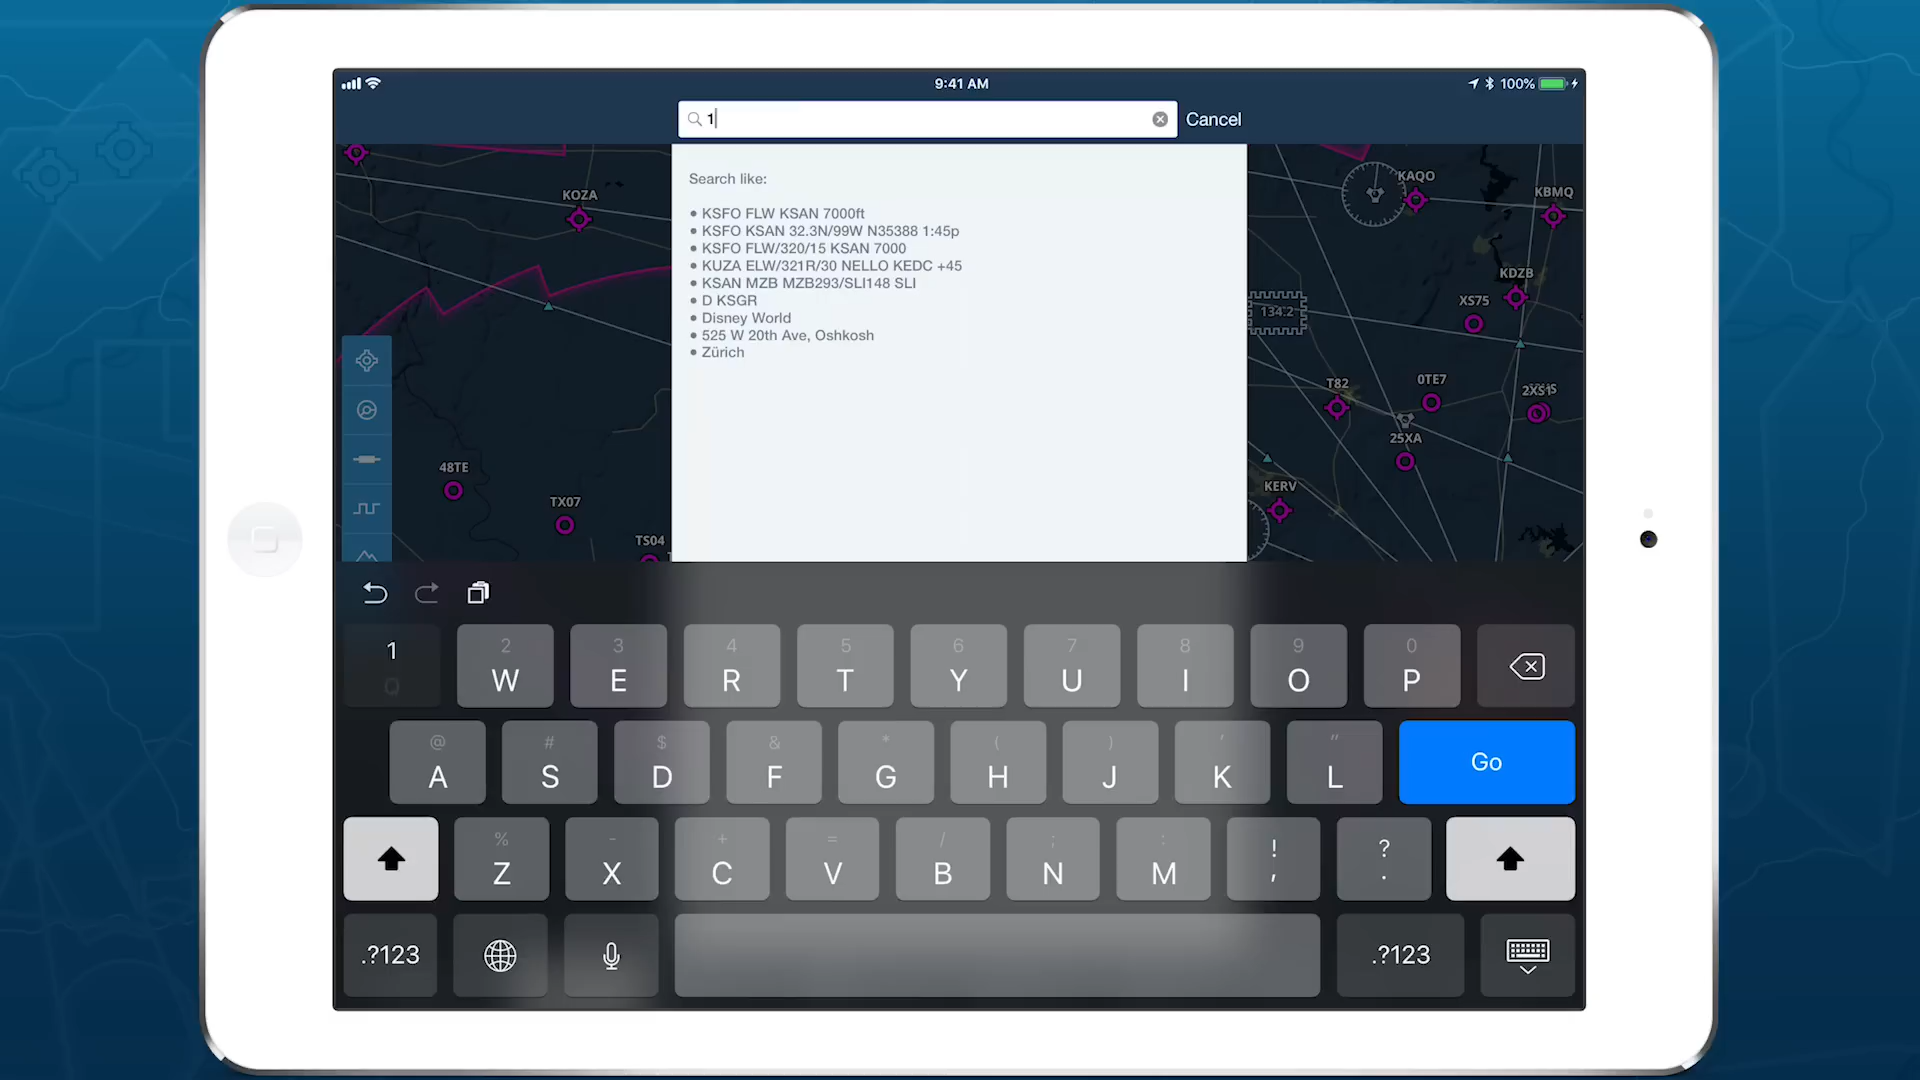 9:41 AM
100%
1
Cancel
Search like:
• KSFO FLW KSAN 7000ft
• KSFO KSAN 32.3N/99W N35388 1:45p
• KSFO FLW/320/15 KSAN 7000
• KUZA ELW/321R/30 NELLO KEDC +45
• KSAN MZB MZB293/SLI148 SLI
• D KSGR
• Disney World
• 525 W 20th Ave, Oshkosh
• Zürich
KOZA
48TE
TX07
TS04
KAQO
KBMQ
KDZB
XS75
134.2
T82
0TE7
25XA
KERV
1 2 3 4 5 6 7 8 9 0
Q W E R T Y U I O P
@ # $ & * ( ) ' "
A S D F G H J K L Go
% - + = / ; : ! ?
Z X C V B N M , .
.?123 .?123